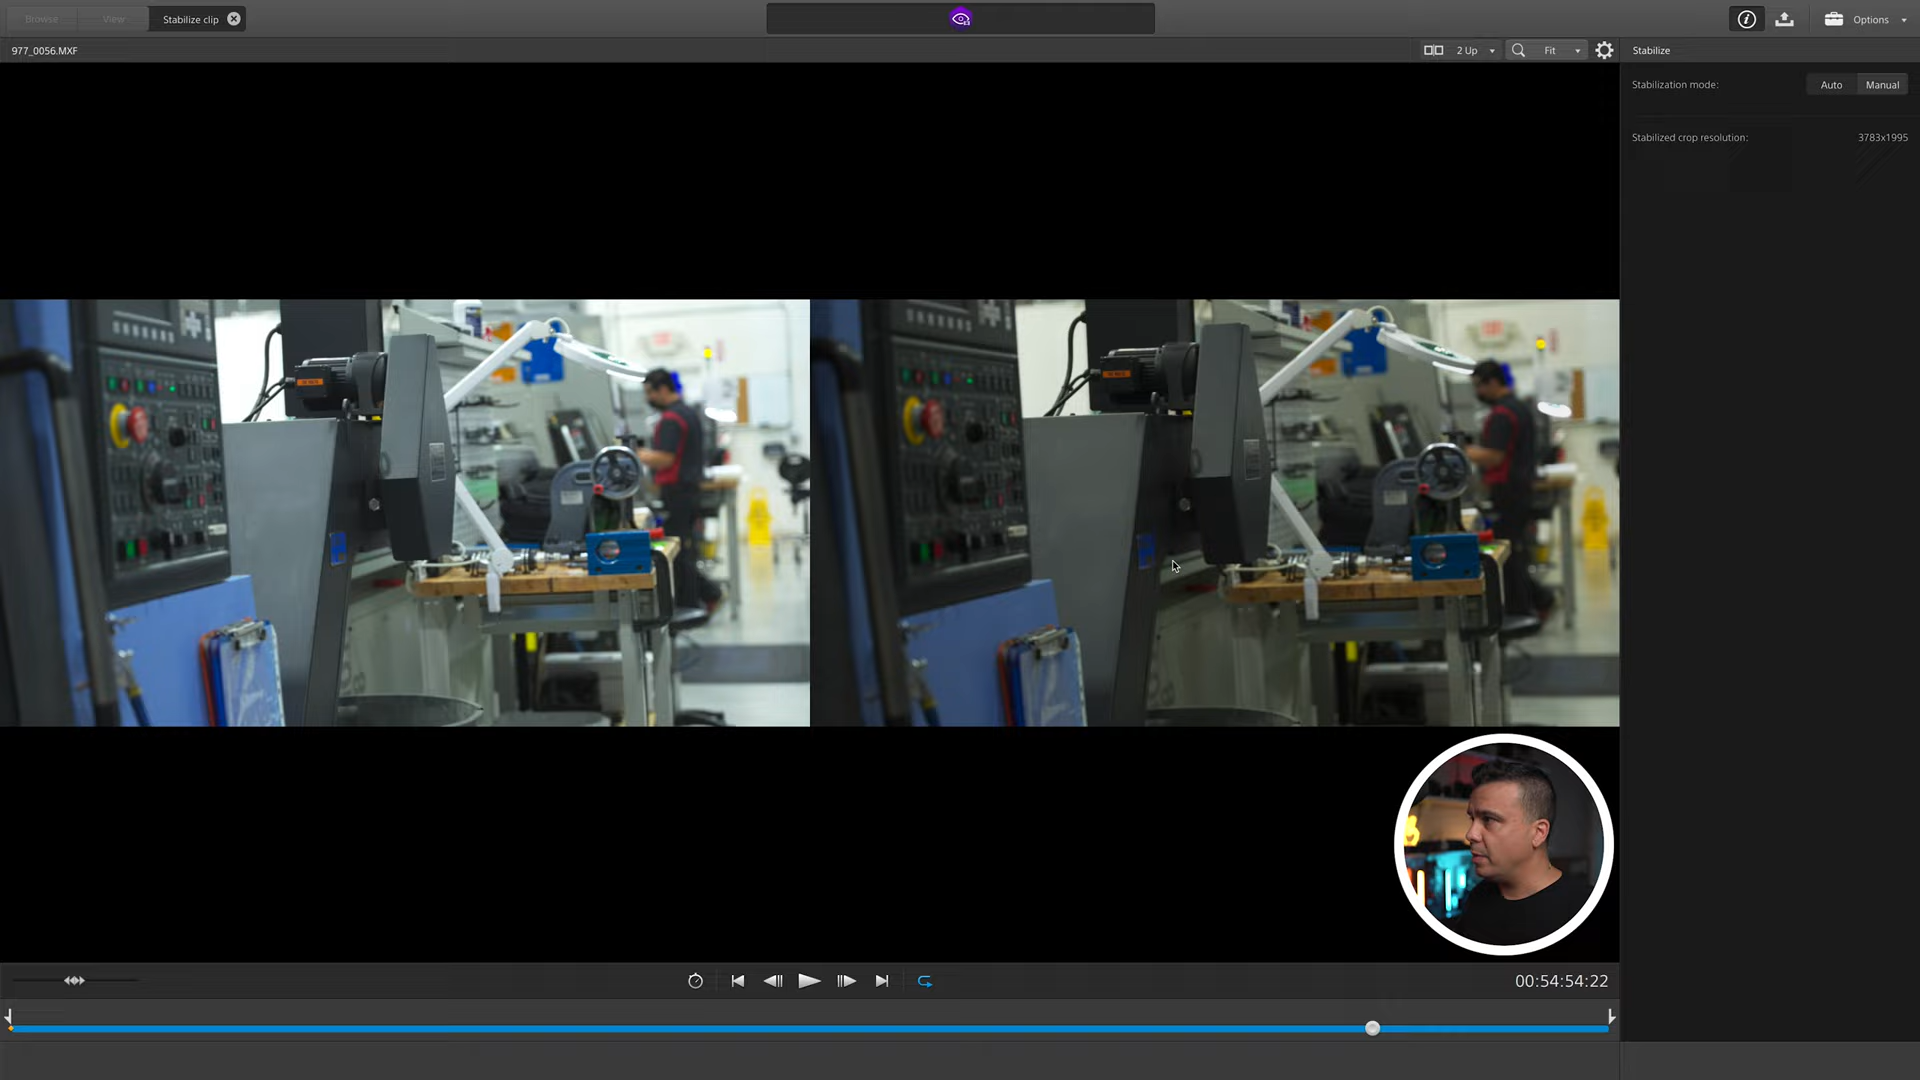 Browse
View
Stabilize clip
Options
977_0056.MXF
2 Up
Fit
Stabilize
Stabilization mode:
Auto
Manual
Stabilized crop resolution:
3783x1995
00:54:54:22